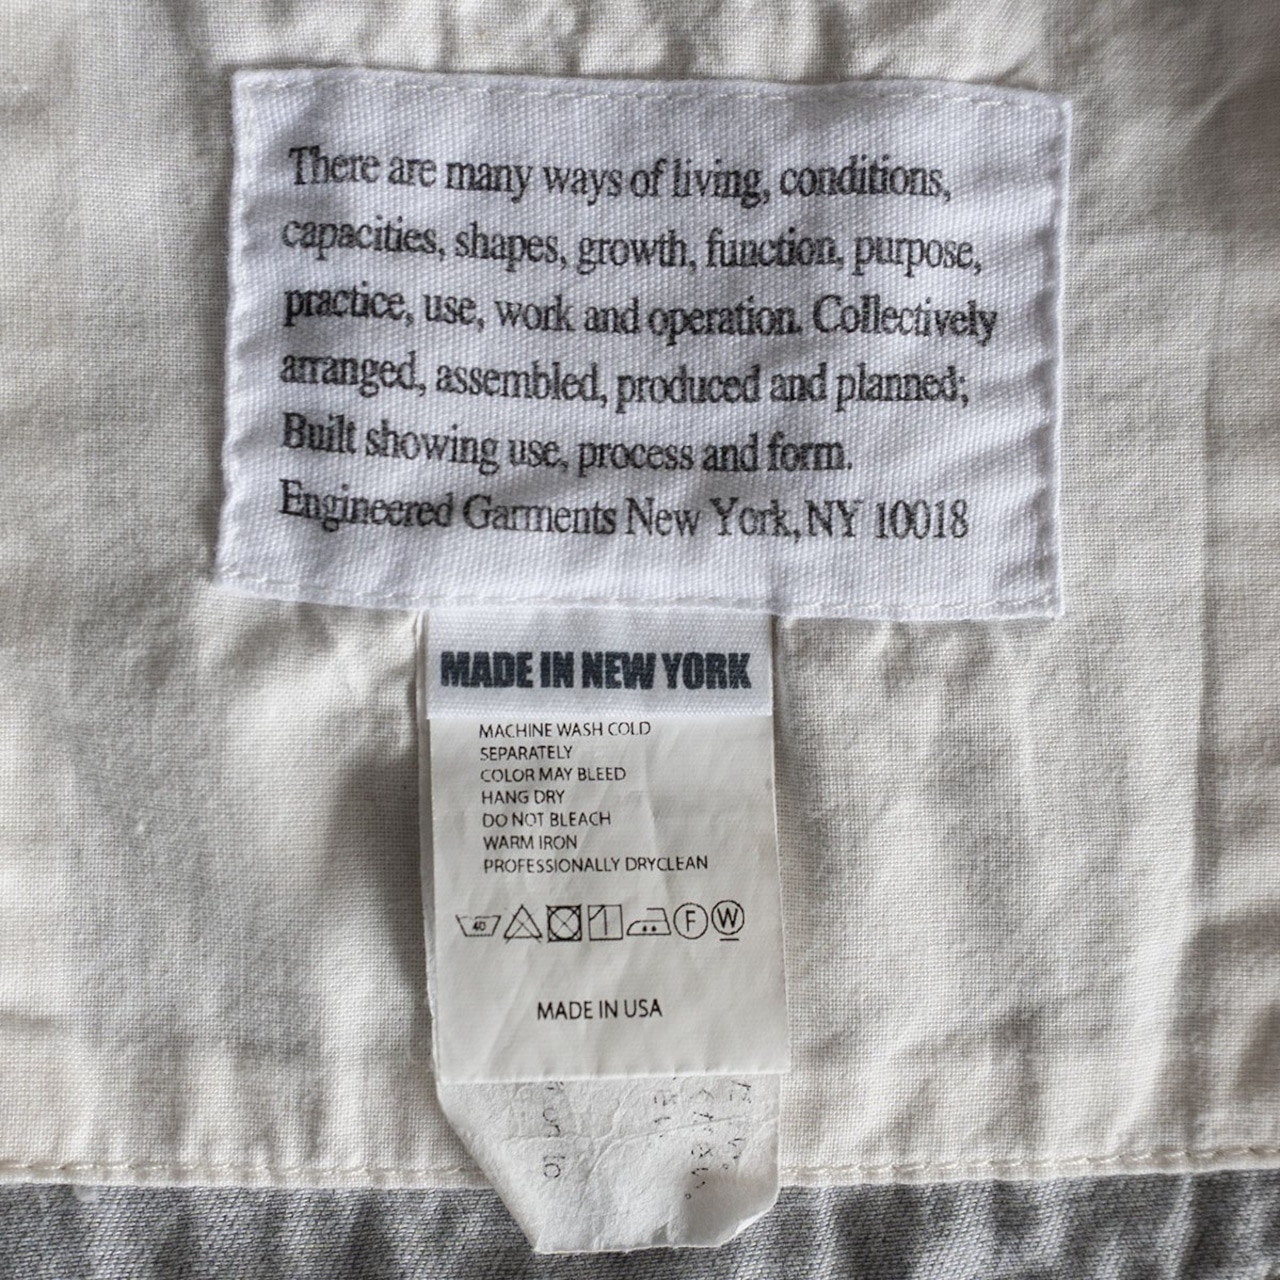 There are many ways of living, conditions,
capacities, shapes, growth, function, purpose,
practice, use, work and operation. Collectively
arranged, assembled, produced and planned;
Built showing use, process and form.
Engineered Garments New York, NY 10018
MADE IN NEW YORK
MACHINE WASH COLD
SEPARATELY
COLOR MAY BLEED
HANG DRY
DO NOT BLEACH
WARM IRON
PROFESSIONALLY DRYCLEAN
40 F W
MADE IN USA